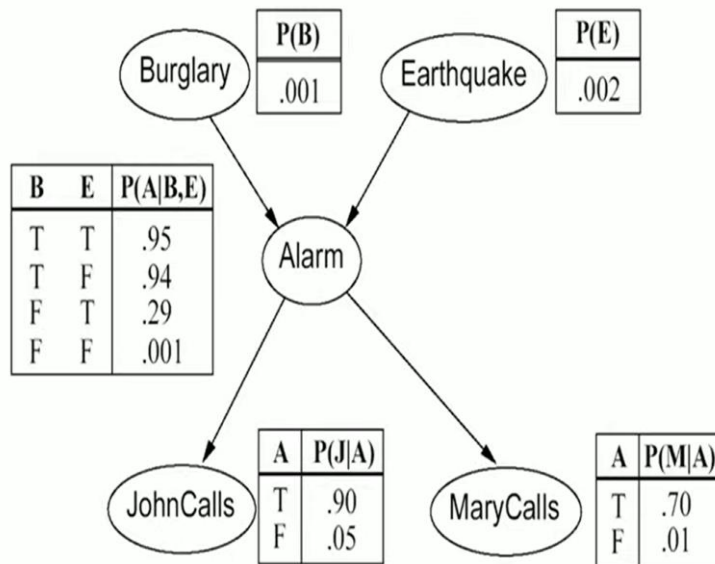 P(B)
.001
Burglary
P(E)
.002
Earthquake
B E P(A|B,E)
T T .95
T F .94
F T .29
F F .001
Alarm
JohnCalls
A P(J|A)
T .90
F .05
MaryCalls
A P(M|A)
T .70
F .01